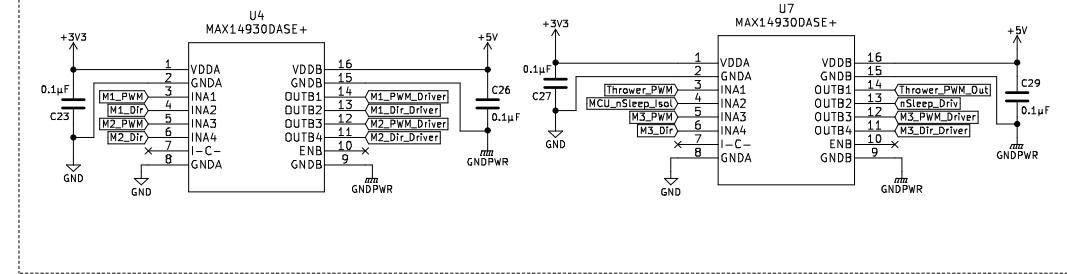 U4
MAX14930DASE+
+3V3
+5V
1 VDDA VDDB 16
2 GNDA GNDB 15
M1_PWM 3 INA1 OUTB1 14 M1_PWM_Driver
M1_Dir 4 INA2 OUTB2 13 M1_Dir_Driver
M2_PWM 5 INA3 OUTB3 12 M2_PWM_Driver
M2_Dir 6 INA4 OUTB4 11 M2_Dir_Driver
7 I-C- ENB 10
8 GNDA GNDB 9
0.1µF
C23
C26
0.1µF
GND
GND
GNDPWR
GNDPWR
U7
MAX14930DASE+
+3V3
+5V
1 VDDA VDDB 16
2 GNDA GNDB 15
Thrower_PWM 3 INA1 OUTB1 14 Thrower_PWM_Out
MCU_nSleep_Isol 4 INA2 OUTB2 13 nSleep_Driv
M3_PWM 5 INA3 OUTB3 12 M3_PWM_Driver
M3_Dir 6 INA4 OUTB4 11 M3_Dir_Driver
7 I-C- ENB 10
8 GNDA GNDB 9
0.1µF
C27
C29
0.1µF
GND
GND
GNDPWR
GNDPWR